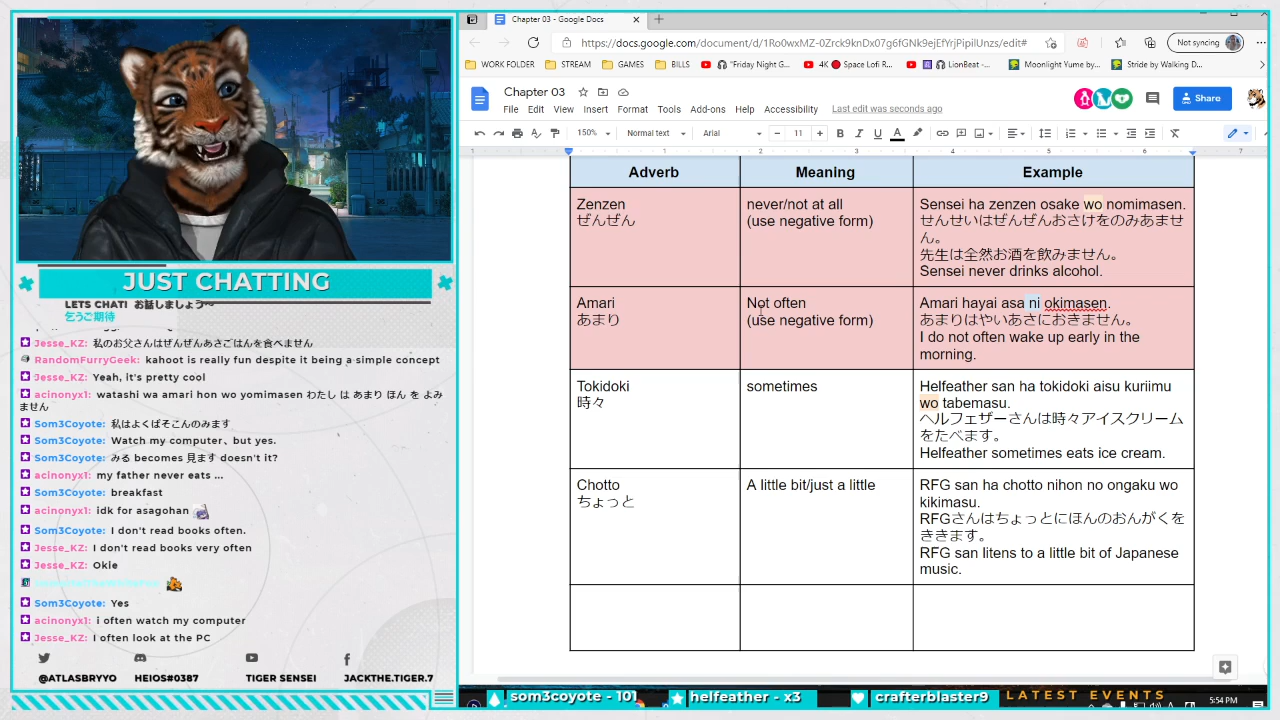 JUST CHATTING
LETS CHAT! お話しましょう~
乞うご期待
Jesse_KZ: 私のお父さんはぜんぜんあさごはんを食べません
RandomFurryGeek: kahoot is really fun despite it being a simple concept
Jesse_KZ: Yeah, it's pretty cool
acinonyx1: watashi wa amari hon wo yomimasen わたし は あまり ほん を よみ
ません
Som3Coyote: 私はよくぱそこんのみます
Som3Coyote: Watch my computer、but yes.
Som3Coyote: みる becomes 見ます doesn't it?
acinonyx1: my father never eats ...
Som3Coyote: breakfast
acinonyx1: idk for asagohan
Som3Coyote: I don't read books often.
Jesse_KZ: I don't read books very often
Jesse_KZ: Okie
Som3Coyote: Yes
acinonyx1: i often watch my computer
Jesse_KZ: I often look at the PC
@ATLASBRYYO HEIOS#0387 TIGER SENSEI JACKTHE.TIGER.7
Chapter 03 - Google Docs
https://docs.google.com/document/d/1Ro0wxMZ-0Zrck9knDx07g6fGNk9ejEfYrjPipilUnzs/edit#
Not syncing
WORK FOLDER STREAM GAMES BILLS "Friday Night G... 4K Space Lofi R... LionBeat -... Moonlight Yume by... Stride by Walking D...
Chapter 03
File Edit View Insert Format Tools Add-ons Help Accessibility Last edit was seconds ago
Share
150% Normal text Arial 11 B I U A
1 1 2 3 4 5 6 7
Adverb Meaning Example
Zenzen
ぜんぜん
never/not at all
(use negative form)
Sensei ha zenzen osake wo nomimasen.
せんせいはぜんぜんおさけをのみませ
ん。
先生は全然お酒を飲みません。
Sensei never drinks alcohol.
Amari
あまり
Not often
(use negative form)
Amari hayai asa ni okimasen.
あまりはやいあさにおきません。
I do not often wake up early in the
morning.
Tokidoki
時々
sometimes
Helfeather san ha tokidoki aisu kuriimu
wo tabemasu.
ヘルフェザーさんは時々アイスクリーム
をたべます。
Helfeather sometimes eats ice cream.
Chotto
ちょっと
A little bit/just a little
RFG san ha chotto nihon no ongaku wo
kikimasu.
RFGさんはちょっとにほんのおんがくを
ききます。
RFG san litens to a little bit of Japanese
music.
som3coyote - 101 helfeather - x3 crafterblaster9 LATEST EVENTS
5:54 PM